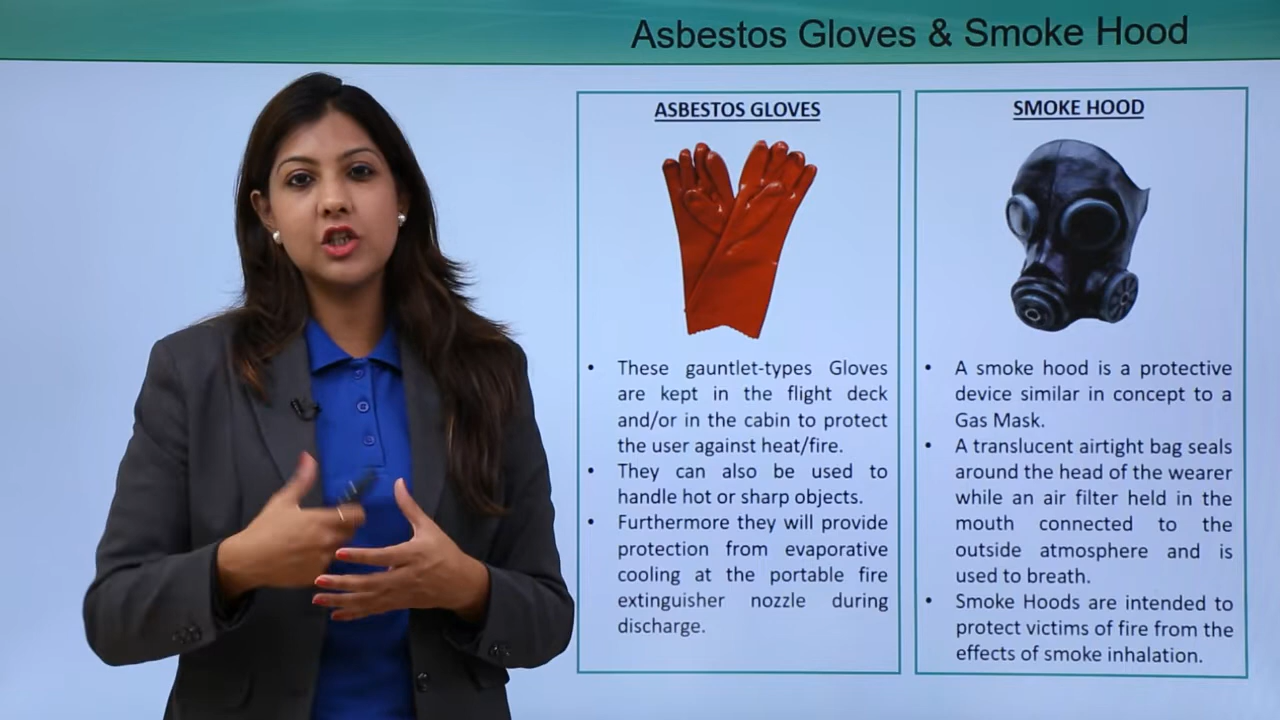 Asbestos Gloves & Smoke Hood
ASBESTOS GLOVES
• These gauntlet-types Gloves
are kept in the flight deck
and/or in the cabin to protect
the user against heat/fire.
• They can also be used to
handle hot or sharp objects.
• Furthermore they will provide
protection from evaporative
cooling at the portable fire
extinguisher nozzle during
discharge.
SMOKE HOOD
• A smoke hood is a protective
device similar in concept to a
Gas Mask.
• A translucent airtight bag seals
around the head of the wearer
while an air filter held in the
mouth connected to the
outside atmosphere and is
used to breath.
• Smoke Hoods are intended to
protect victims of fire from the
effects of smoke inhalation.